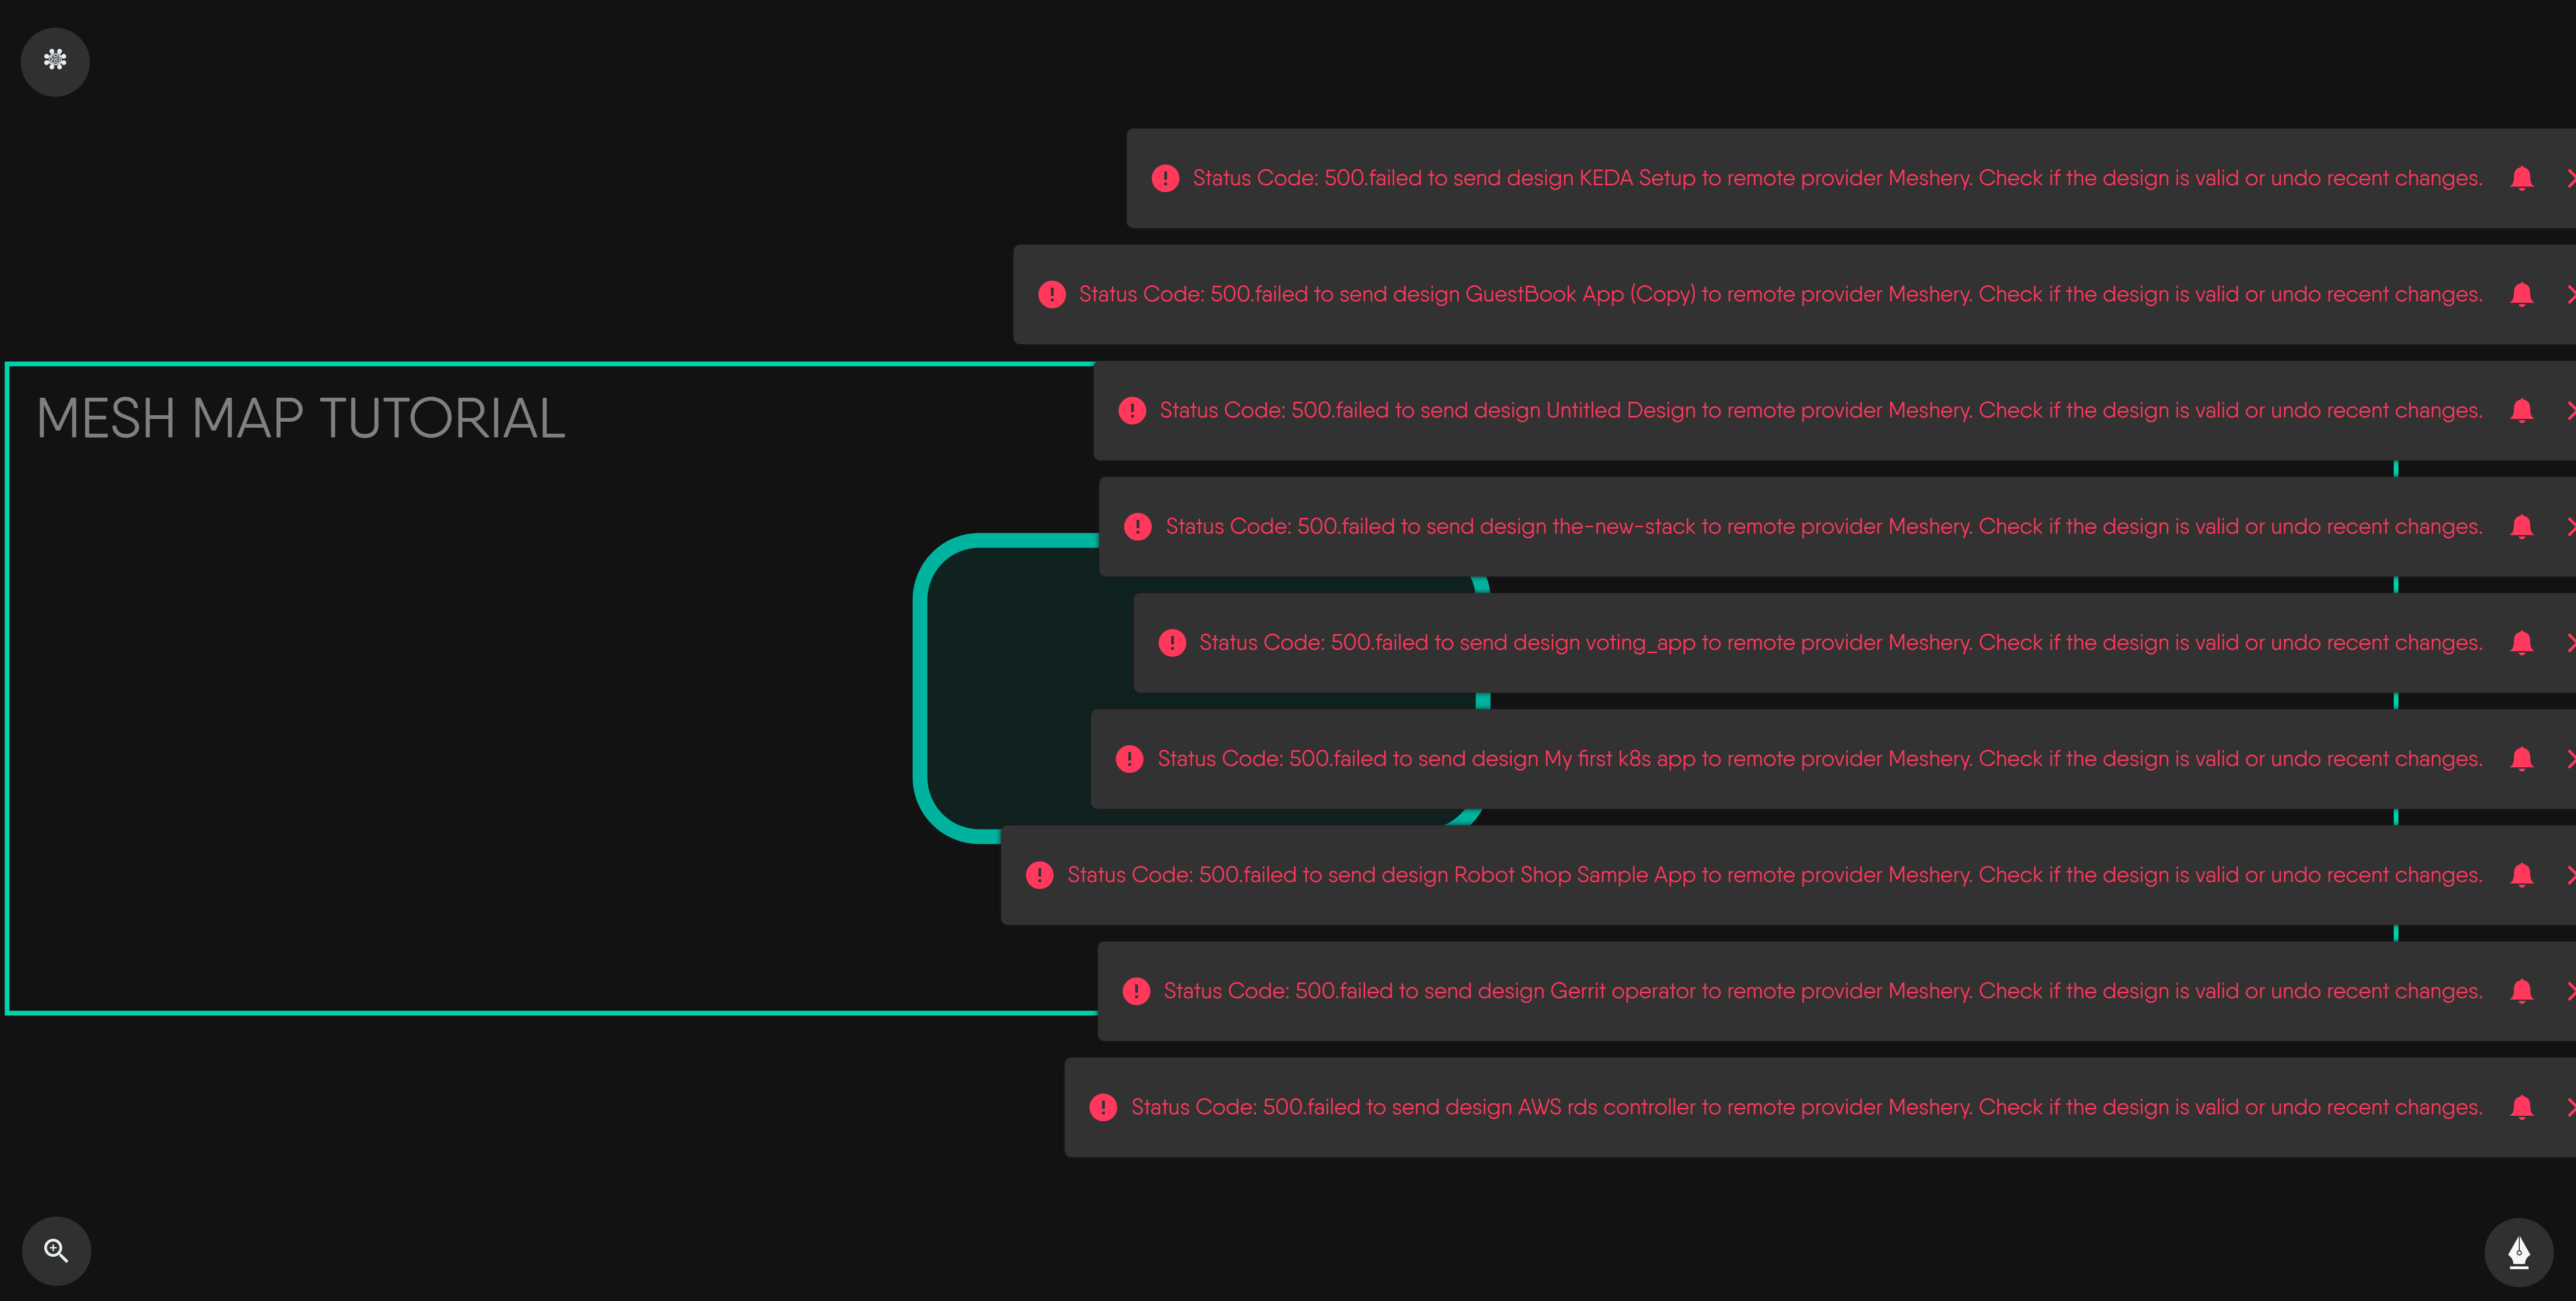 Status Code: 500.failed to send design KEDA Setup to remote provider Meshery. Check if the design is valid or undo recent changes.
Status Code: 500.failed to send design GuestBook App (Copy) to remote provider Meshery. Check if the design is valid or undo recent changes.
MESH MAP TUTORIAL
Status Code: 500.failed to send design Untitled Design to remote provider Meshery. Check if the design is valid or undo recent changes.
Status Code: 500.failed to send design the-new-stack to remote provider Meshery. Check if the design is valid or undo recent changes.
Status Code: 500.failed to send design voting_app to remote provider Meshery. Check if the design is valid or undo recent changes.
Status Code: 500.failed to send design My first k8s app to remote provider Meshery. Check if the design is valid or undo recent changes.
Status Code: 500.failed to send design Robot Shop Sample App to remote provider Meshery. Check if the design is valid or undo recent changes.
Status Code: 500.failed to send design Gerrit operator to remote provider Meshery. Check if the design is valid or undo recent changes.
Status Code: 500.failed to send design AWS rds controller to remote provider Meshery. Check if the design is valid or undo recent changes.